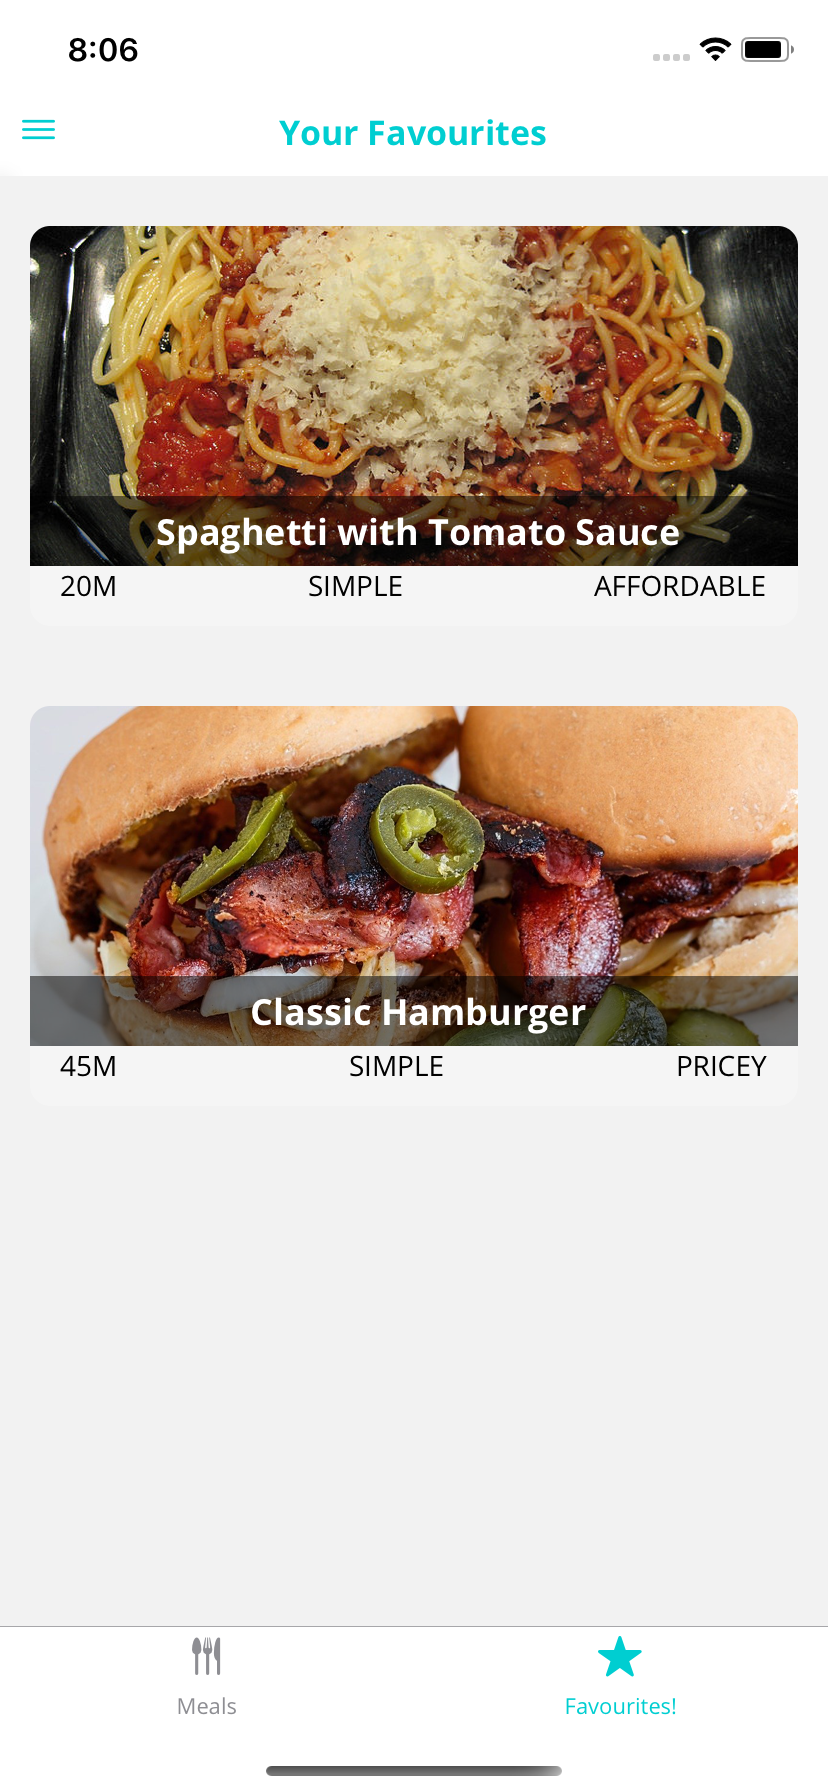 8:06
Your Favourites
Spaghetti with Tomato Sauce
20M SIMPLE AFFORDABLE
Classic Hamburger
45M SIMPLE PRICEY
Meals Favourites!